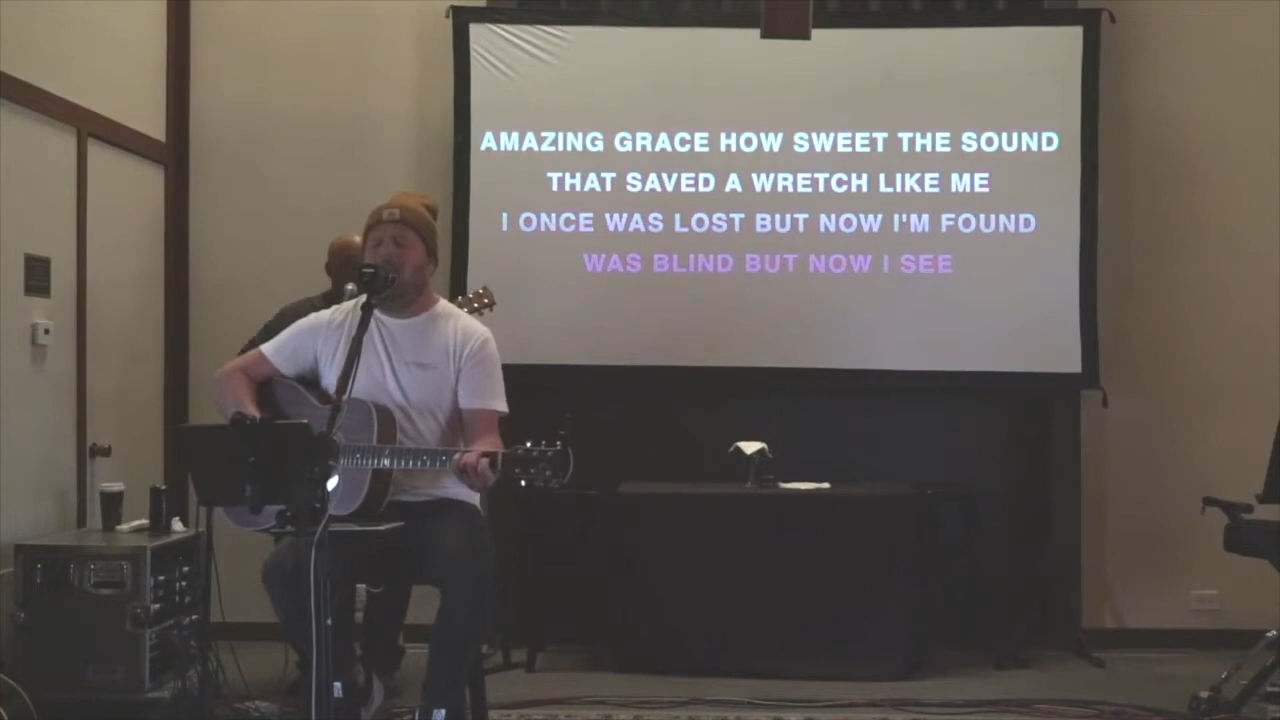 AMAZING GRACE HOW SWEET THE SOUND
THAT SAVED A WRETCH LIKE ME
I ONCE WAS LOST BUT NOW I'M FOUND
WAS BLIND BUT NOW I SEE